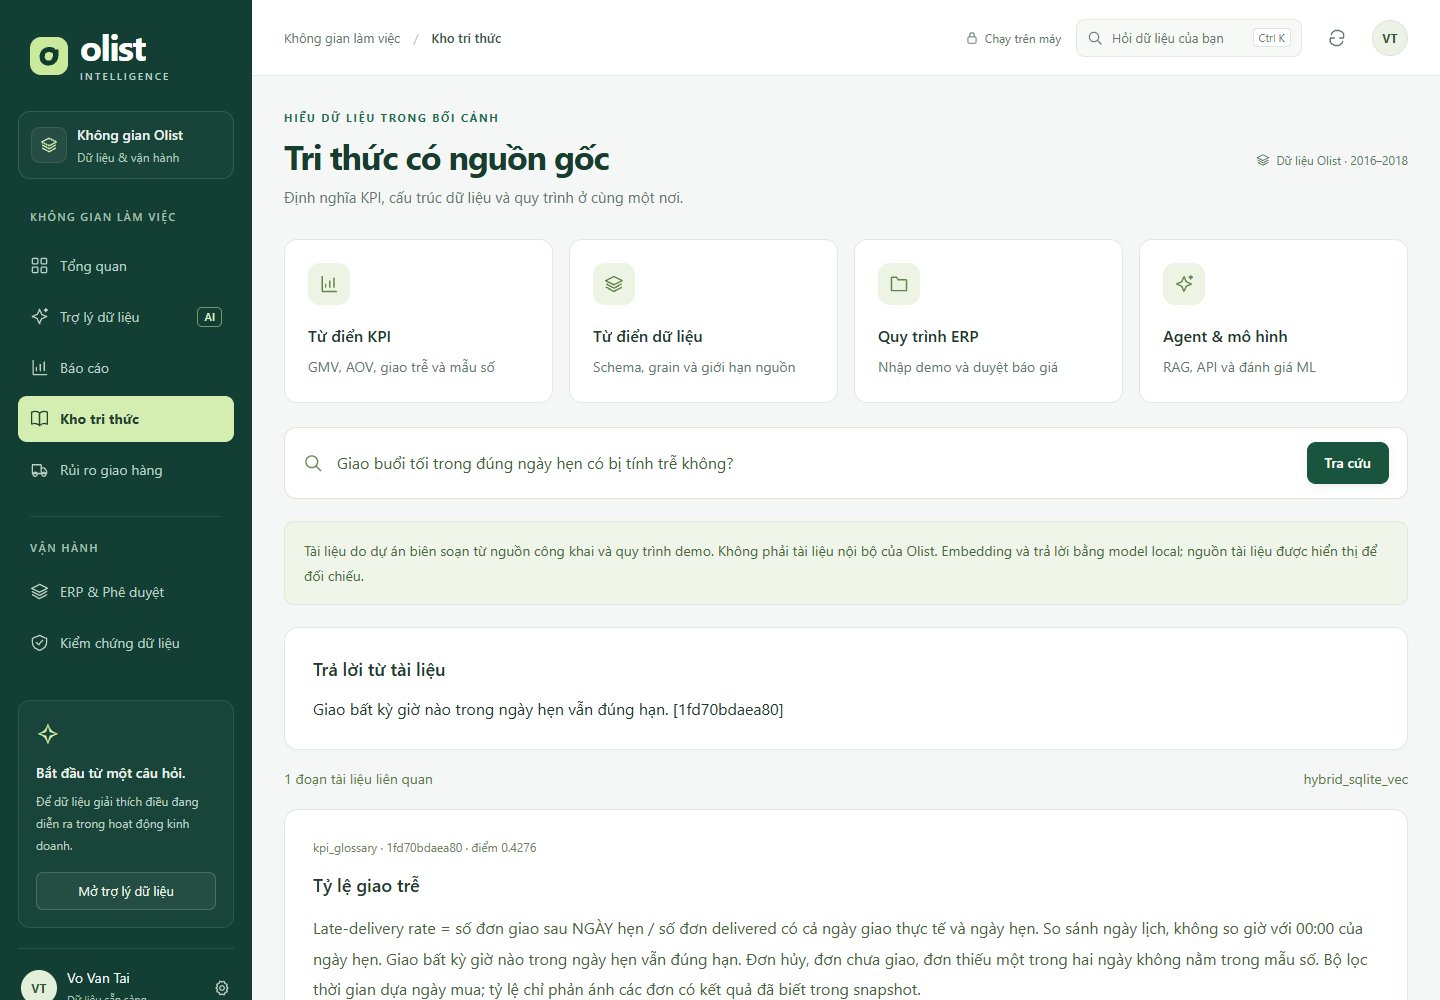 olist
INTELLIGENCE
Không gian Olist
Dữ liệu & vận hành
KHÔNG GIAN LÀM VIỆC
Tổng quan
Trợ lý dữ liệu
AI
Báo cáo
Kho tri thức
Rủi ro giao hàng
VẬN HÀNH
ERP & Phê duyệt
Kiểm chứng dữ liệu
Bắt đầu từ một câu hỏi.
Để dữ liệu giải thích điều đang
diễn ra trong hoạt động kinh
doanh.
Mở trợ lý dữ liệu
VT
Vo Van Tai
Dữ liệu sẵn sàng
Không gian làm việc / Kho tri thức
Chạy trên máy
Hỏi dữ liệu của bạn
Ctrl K
VT
HIỂU DỮ LIỆU TRONG BỐI CẢNH
Tri thức có nguồn gốc
Dữ liệu Olist · 2016–2018
Định nghĩa KPI, cấu trúc dữ liệu và quy trình ở cùng một nơi.
Từ điển KPI
GMV, AOV, giao trễ và mẫu số
Từ điển dữ liệu
Schema, grain và giới hạn nguồn
Quy trình ERP
Nhập demo và duyệt báo giá
Agent & mô hình
RAG, API và đánh giá ML
Giao buổi tối trong đúng ngày hẹn có bị tính trễ không?
Tra cứu
Tài liệu do dự án biên soạn từ nguồn công khai và quy trình demo. Không phải tài liệu nội bộ của Olist. Embedding và trả lời bằng model local; nguồn tài liệu được hiển thị để
đối chiếu.
Trả lời từ tài liệu
Giao bất kỳ giờ nào trong ngày hẹn vẫn đúng hạn. [1fd70bdaea80]
1 đoạn tài liệu liên quan
hybrid_sqlite_vec
kpi_glossary · 1fd70bdaea80 · điểm 0.4276
Tỷ lệ giao trễ
Late-delivery rate = số đơn giao sau NGÀY hẹn / số đơn delivered có cả ngày giao thực tế và ngày hẹn. So sánh ngày lịch, không so giờ với 00:00 của
ngày hẹn. Giao bất kỳ giờ nào trong ngày hẹn vẫn đúng hạn. Đơn hủy, đơn chưa giao, đơn thiếu một trong hai ngày không nằm trong mẫu số. Bộ lọc
thời gian dựa ngày mua; tỷ lệ chỉ phản ánh các đơn có kết quả đã biết trong snapshot.